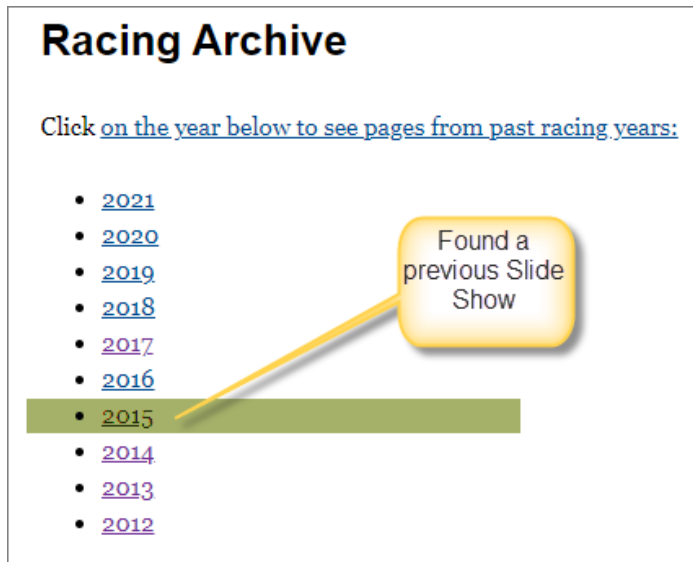 Racing Archive
Click on the year below to see pages from past racing years:
2021
2020
2019
2018
2017
2016
2015
2014
2013
2012
Found a
previous Slide
Show